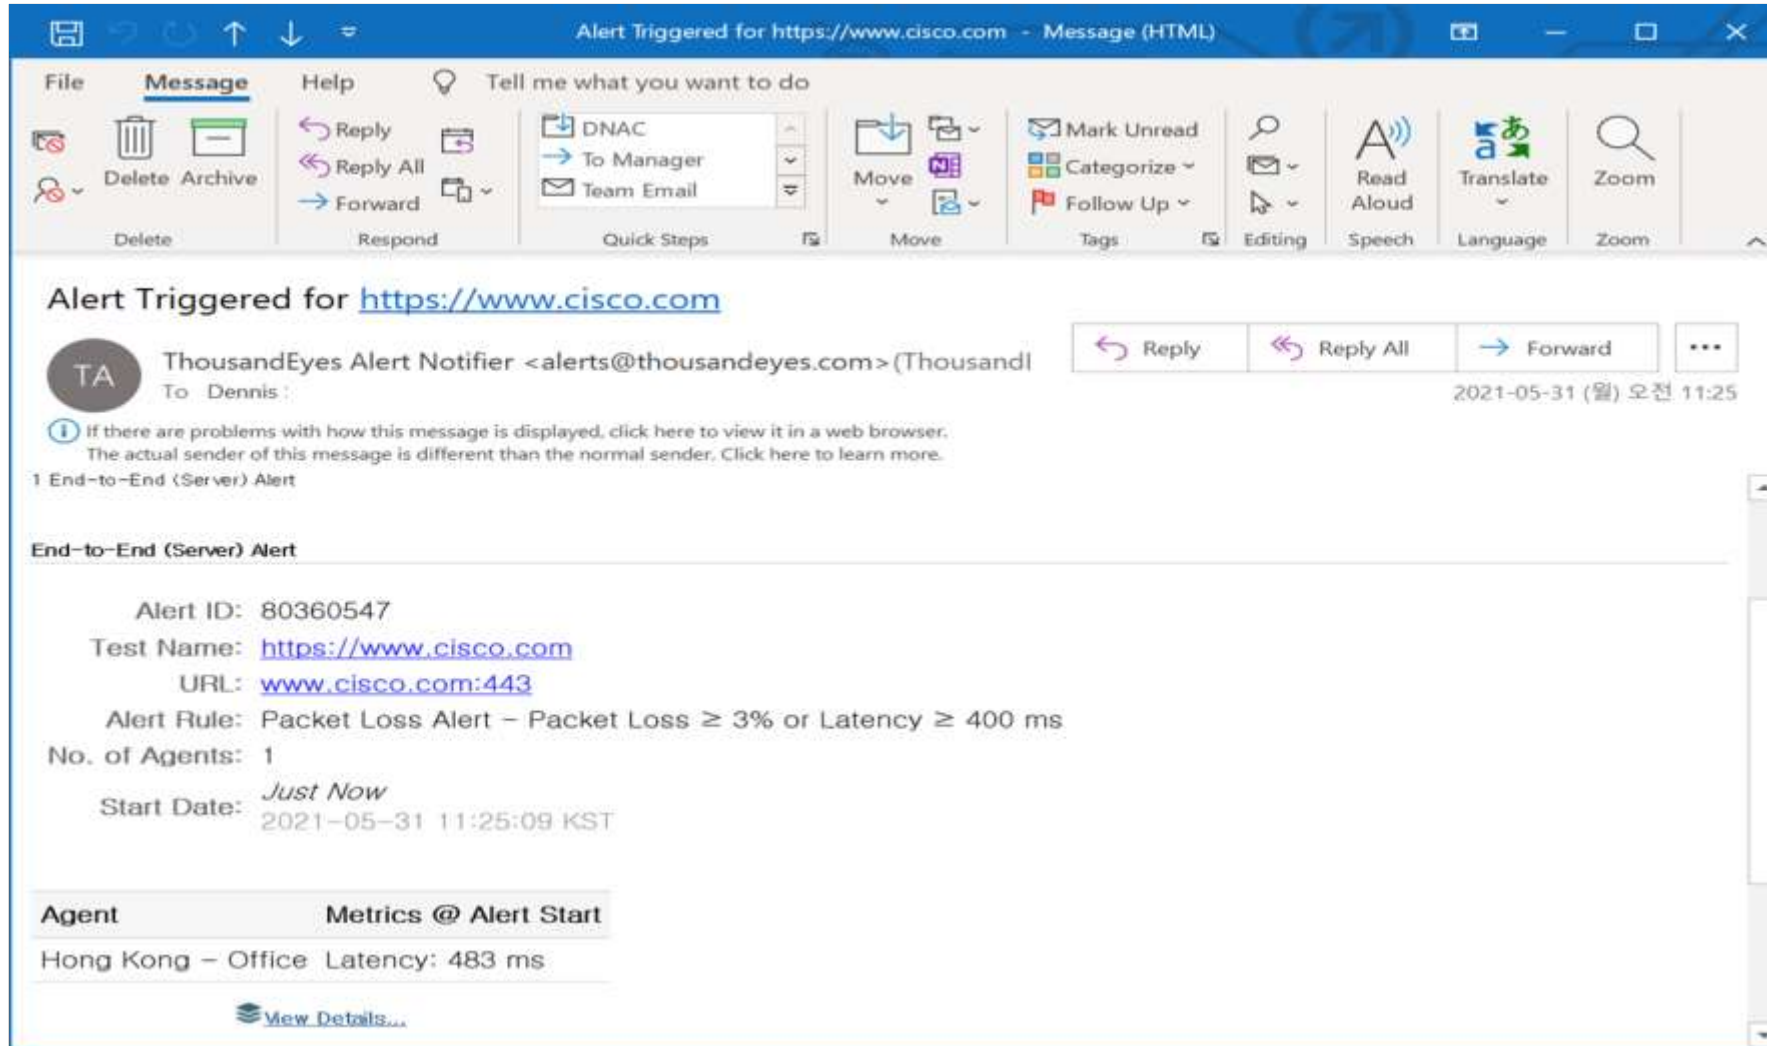 Alert Triggered for https://www.cisco.com - Message (HTML)
File Message Help Tell me what you want to do
Delete Archive
Reply
Reply All
Forward
DNAC
To Manager
Team Email
Move
Mark Unread
Categorize
Follow Up
Read Aloud
Translate
Zoom
Delete Respond Quick Steps Move Tags Editing Speech Language Zoom
Alert Triggered for https://www.cisco.com
Reply Reply All Forward
TA
ThousandEyes Alert Notifier <alerts@thousandeyes.com>(Thousand
To Dennis
2021-05-31 (월) 오전 11:25
If there are problems with how this message is displayed, click here to view it in a web browser.
The actual sender of this message is different than the normal sender. Click here to learn more.
1 End-to-End (Server) Alert
End-to-End (Server) Alert
Alert ID: 80360547
Test Name: https://www.cisco.com
URL: www.cisco.com:443
Alert Rule: Packet Loss Alert – Packet Loss ≥ 3% or Latency ≥ 400 ms
No. of Agents: 1
Start Date: Just Now
2021-05-31 11:25:09 KST
Agent Metrics @ Alert Start
Hong Kong – Office Latency: 483 ms
View Details...